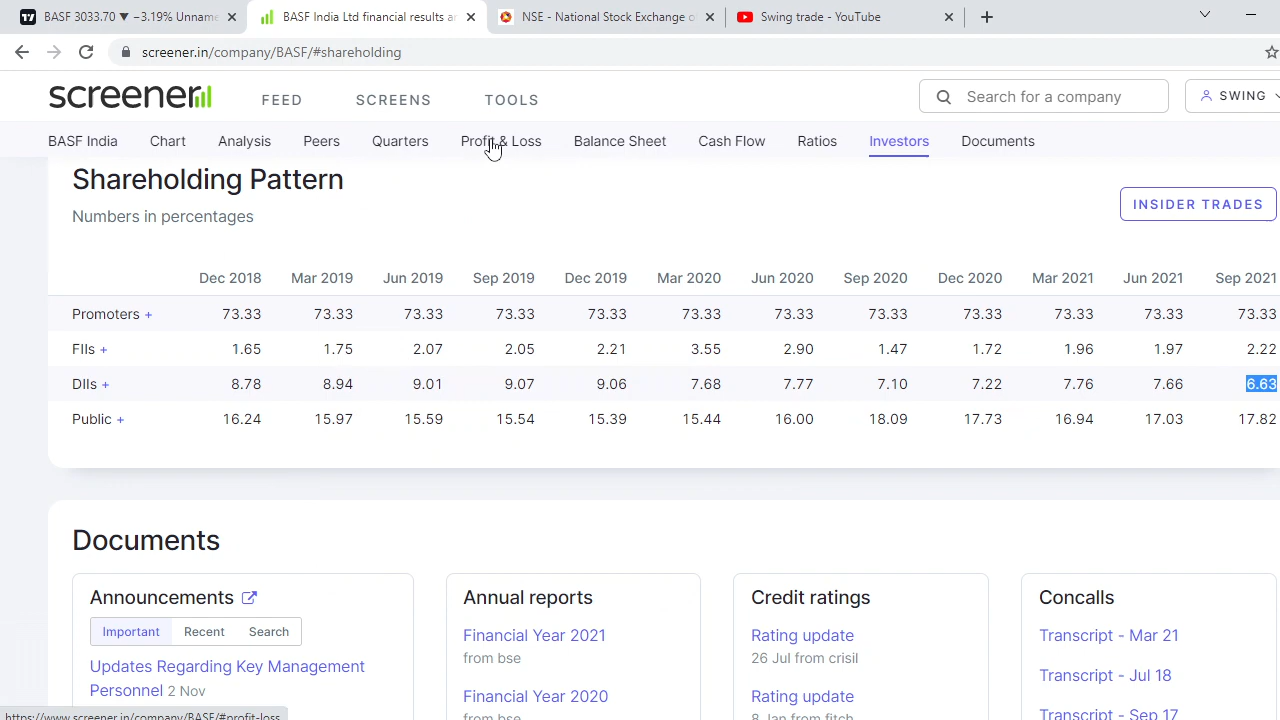 BASF 3033.70 ▼ −3.19% Unname
BASF India Ltd financial results ar
NSE - National Stock Exchange o
Swing trade - YouTube
screener.in/company/BASF/#shareholding
screener
FEED SCREENS TOOLS
Search for a company
SWING
BASF India Chart Analysis Peers Quarters Profit & Loss Balance Sheet Cash Flow Ratios Investors Documents
Shareholding Pattern
Numbers in percentages
INSIDER TRADES
Dec 2018 Mar 2019 Jun 2019 Sep 2019 Dec 2019 Mar 2020 Jun 2020 Sep 2020 Dec 2020 Mar 2021 Jun 2021 Sep 2021
Promoters + 73.33 73.33 73.33 73.33 73.33 73.33 73.33 73.33 73.33 73.33 73.33 73.33
FIIs + 1.65 1.75 2.07 2.05 2.21 3.55 2.90 1.47 1.72 1.96 1.97 2.22
DIIs + 8.78 8.94 9.01 9.07 9.06 7.68 7.77 7.10 7.22 7.76 7.66 6.63
Public + 16.24 15.97 15.59 15.54 15.39 15.44 16.00 18.09 17.73 16.94 17.03 17.82
Documents
Announcements
Important Recent Search
Updates Regarding Key Management
Personnel 2 Nov
Annual reports
Financial Year 2021
from bse
Financial Year 2020
from bse
Credit ratings
Rating update
26 Jul from crisil
Rating update
8 Jan from fitch
Concalls
Transcript - Mar 21
Transcript - Jul 18
Transcript - Sep 17
https://www.screener.in/company/BASF/#profit-loss